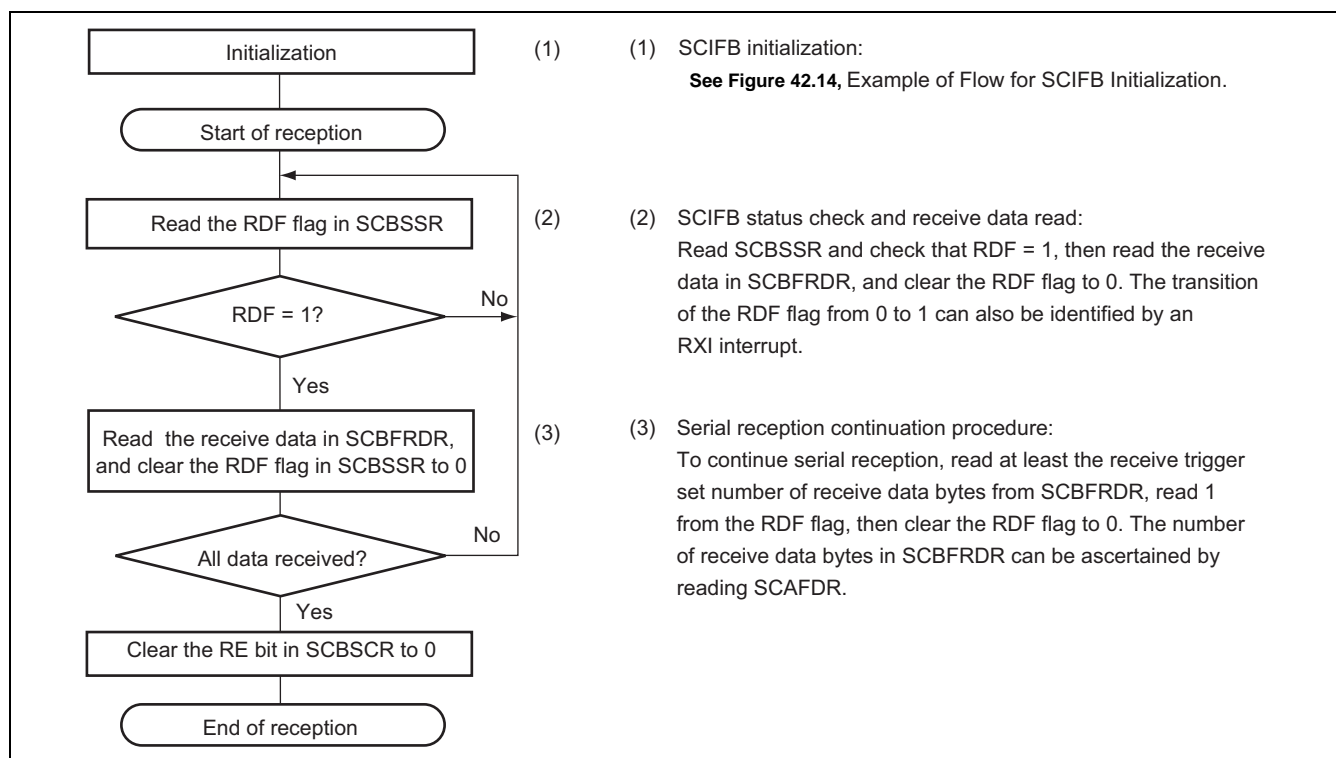 Initialization
(1)
(1) SCIFB initialization:
See Figure 42.14, Example of Flow for SCIFB Initialization.
Start of reception
Read the RDF flag in SCBSSR
(2)
(2) SCIFB status check and receive data read:
Read SCBSSR and check that RDF = 1, then read the receive
data in SCBFRDR, and clear the RDF flag to 0. The transition
of the RDF flag from 0 to 1 can also be identified by an
RXI interrupt.
RDF = 1?
No
Yes
Read the receive data in SCBFRDR,
and clear the RDF flag in SCBSSR to 0
(3)
(3) Serial reception continuation procedure:
To continue serial reception, read at least the receive trigger
set number of receive data bytes from SCBFRDR, read 1
from the RDF flag, then clear the RDF flag to 0. The number
of receive data bytes in SCBFRDR can be ascertained by
reading SCAFDR.
All data received?
No
Yes
Clear the RE bit in SCBSCR to 0
End of reception